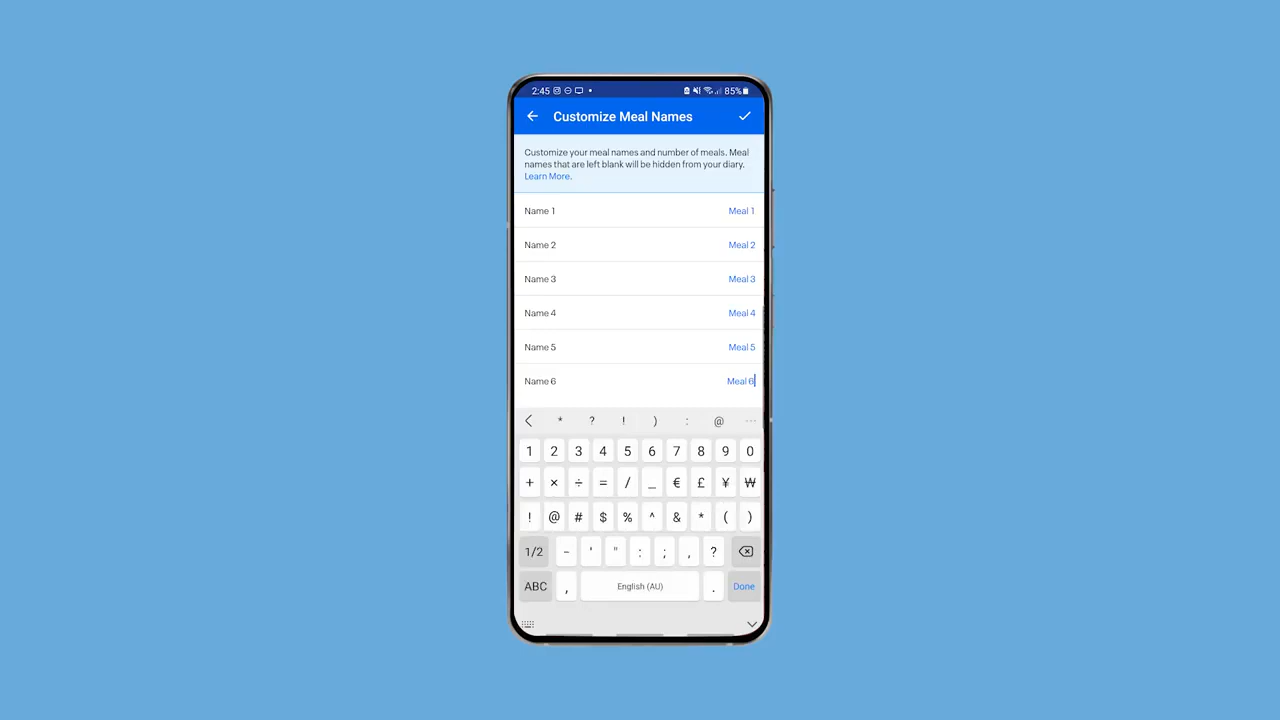 2:45 85%
Customize Meal Names
Customize your meal names and number of meals. Meal
names that are left blank will be hidden from your diary.
Learn More.
Name 1 Meal 1
Name 2 Meal 2
Name 3 Meal 3
Name 4 Meal 4
Name 5 Meal 5
Name 6 Meal 6
* ? ! ) : @ ...
1 2 3 4 5 6 7 8 9 0
+ × ÷ = / _ € £ ¥ ₩
! @ # $ % ^ & * ( )
1/2 - ' " : ; , ?
ABC , English (AU) . Done